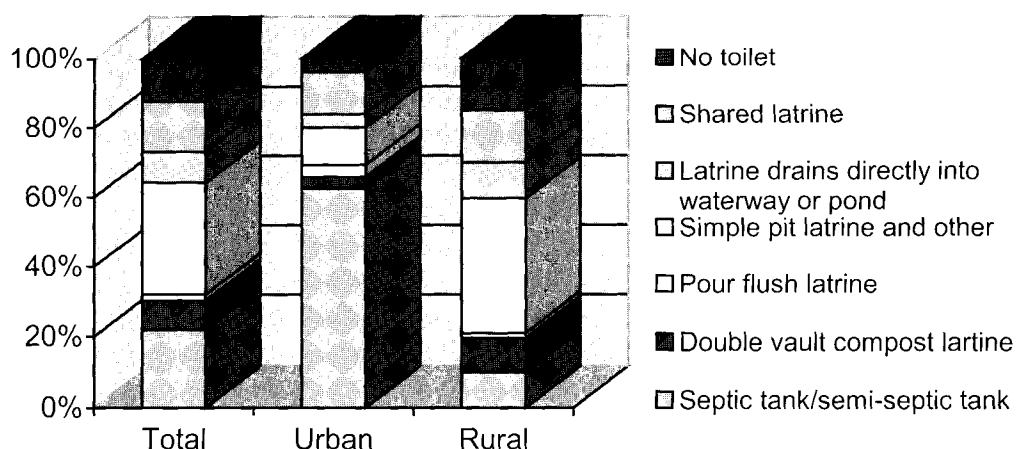 100%
80%
60%
40%
20%
0%
Total Urban Rural
No toilet
Shared latrine
Latrine drains directly into
waterway or pond
Simple pit latrine and other
Pour flush latrine
Double vault compost lartine
Septic tank/semi-septic tank